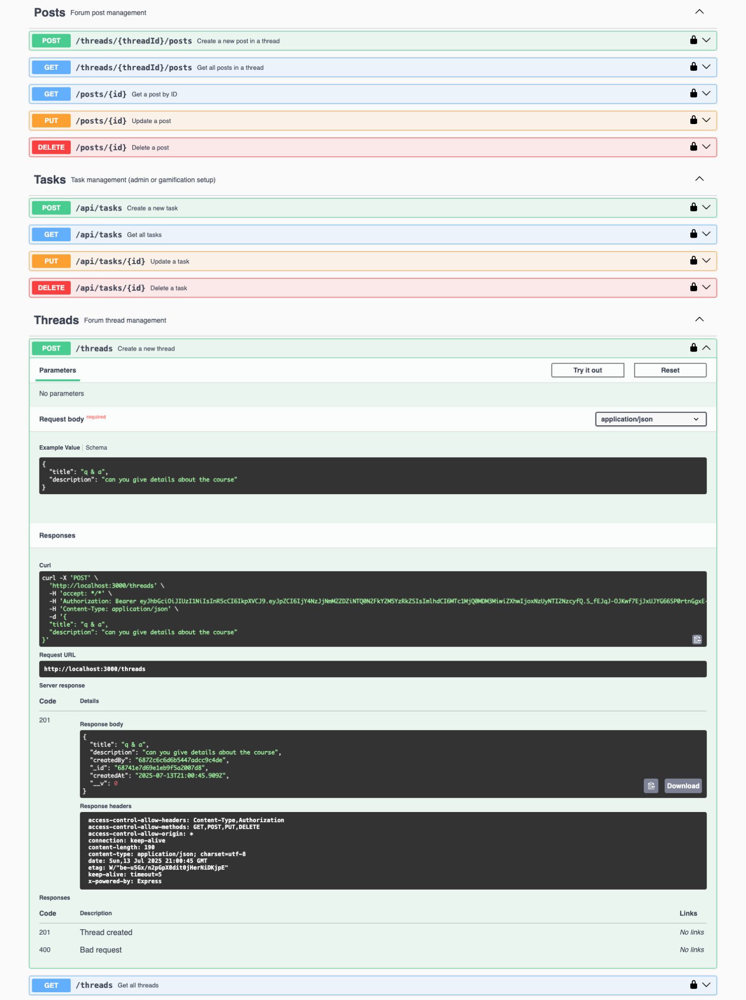 Posts Forum post management
POST /threads/{threadId}/posts Create a new post in a thread
GET /threads/{threadId}/posts Get all posts in a thread
GET /posts/{id} Get a post by ID
PUT /posts/{id} Update a post
DELETE /posts/{id} Delete a post
Tasks Task management (admin or gamification setup)
POST /api/tasks Create a new task
GET /api/tasks Get all tasks
PUT /api/tasks/{id} Update a task
DELETE /api/tasks/{id} Delete a task
Threads Forum thread management
POST /threads Create a new thread
Parameters Try it out Reset
No parameters
Request body required application/json
Example Value Schema
{
"title": "q & a",
"description": "can you give details about the course"
}
Responses
Curl
curl -X 'POST' \
'http://localhost:3000/threads' \
-H 'accept: */*' \
-H 'Authorization: Bearer eyJhbGciOiJIUzI1NiIsInR5cCI6IkpXVCJ9.eyJpZCI6IjY4NzJjNmM2ZDZiNTQ0N2FkY2M5YzRkZSIsImlhdCI6MTc1MjQ0MDM3MiwiZXhwIjoxNzUyNTI2NzcyfQ.S_fEJqJ-OJKwf7EjJxUJYG66SP0rtnGgxE-
-H 'Content-Type: application/json' \
-d '{
"title": "q & a",
"description": "can you give details about the course"
}'
Request URL
http://localhost:3000/threads
Server response
Code Details
201
Response body
{
"title": "q & a",
"description": "can you give details about the course",
"createdBy": "6872c6c6d6b5447adcc9c4de",
"_id": "68741e7d69e1eb9f5a2007d8",
"createdAt": "2025-07-13T21:00:45.909Z",
"__v": 0
}
Download
Response headers
access-control-allow-headers: Content-Type,Authorization
access-control-allow-methods: GET,POST,PUT,DELETE
access-control-allow-origin: *
connection: keep-alive
content-length: 190
content-type: application/json; charset=utf-8
date: Sun,13 Jul 2025 21:00:45 GMT
etag: W/"be-u5Gx/n2pGpX0dit0jHerNiDKjpE"
keep-alive: timeout=5
x-powered-by: Express
Responses
Code Description Links
201 Thread created No links
400 Bad request No links
GET /threads Get all threads